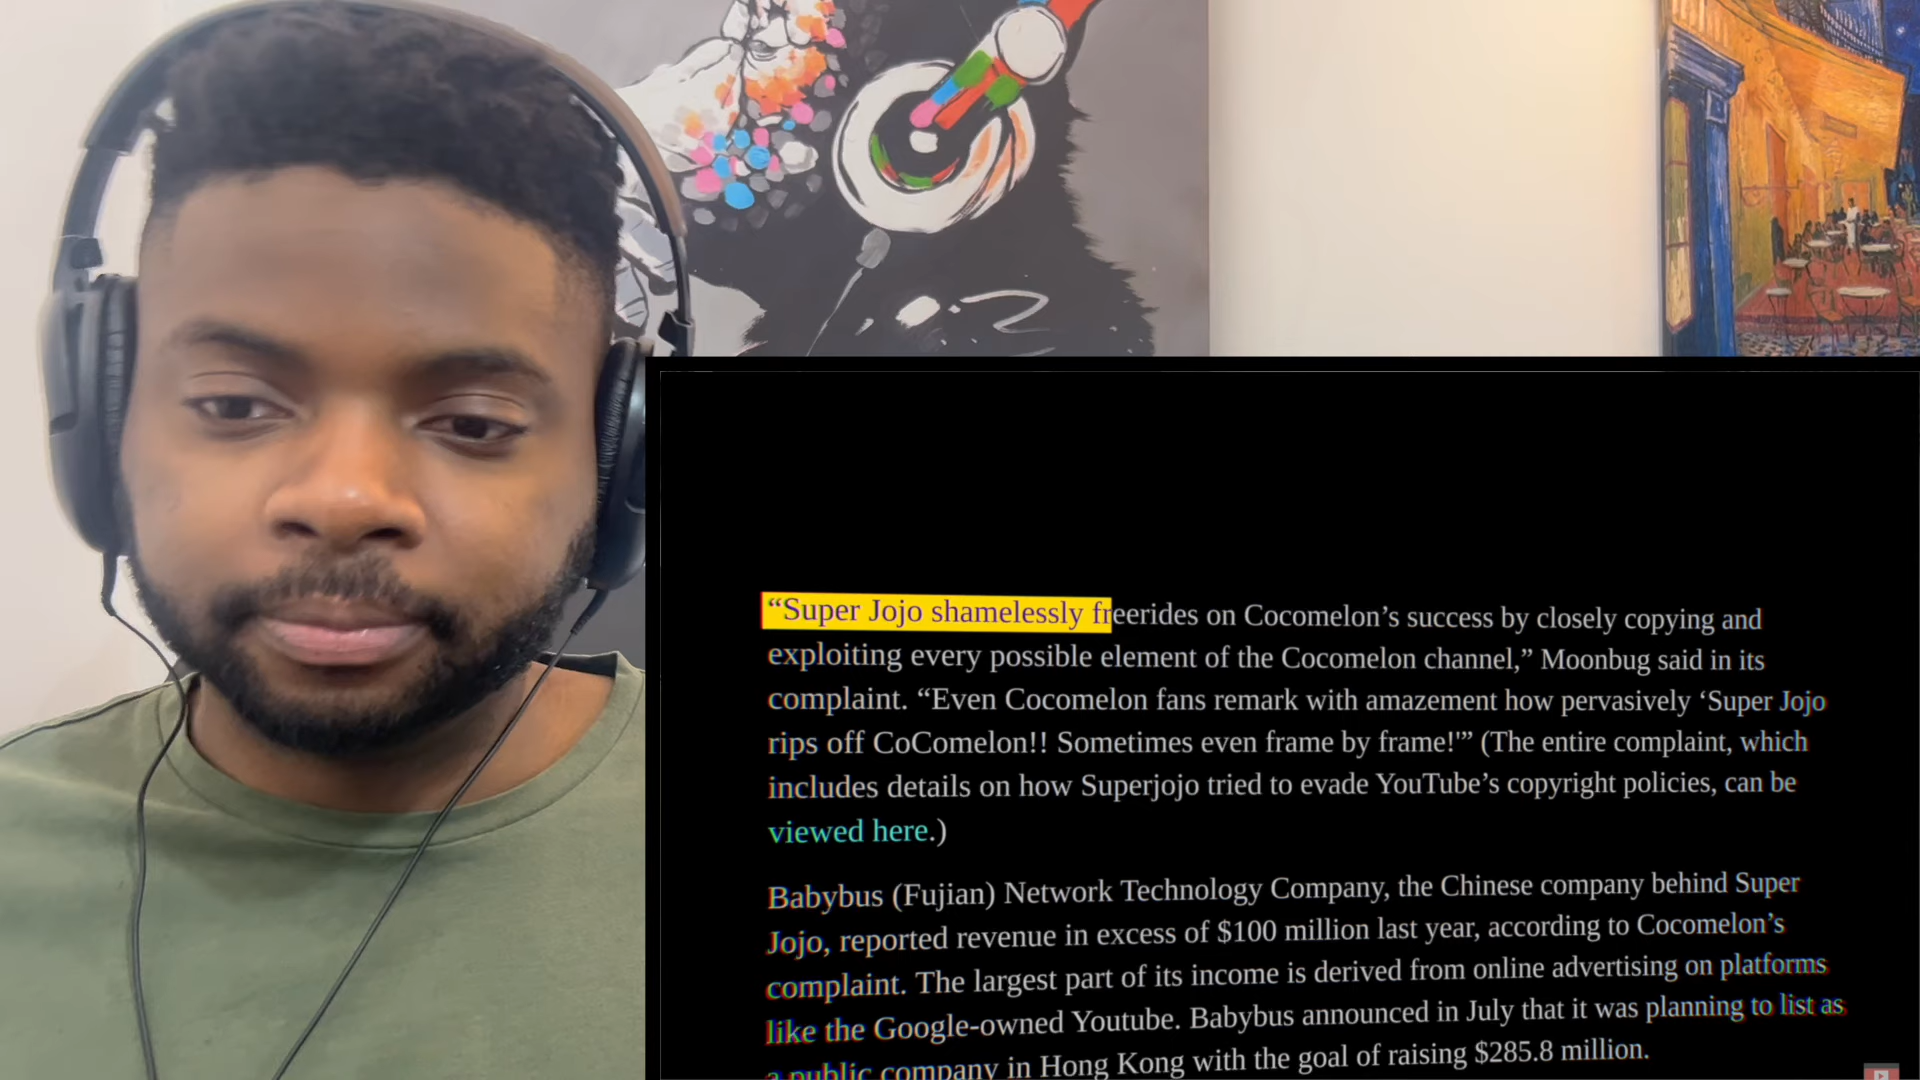 “Super Jojo shamelessly freerides on Cocomelon’s success by closely copying and
exploiting every possible element of the Cocomelon channel,” Moonbug said in its
complaint. “Even Cocomelon fans remark with amazement how pervasively ‘Super Jojo
rips off CoComelon!! Sometimes even frame by frame!'” (The entire complaint, which
includes details on how Superjojo tried to evade YouTube’s copyright policies, can be
viewed here.)
Babybus (Fujian) Network Technology Company, the Chinese company behind Super
Jojo, reported revenue in excess of $100 million last year, according to Cocomelon’s
complaint. The largest part of its income is derived from online advertising on platforms
like the Google-owned Youtube. Babybus announced in July that it was planning to list as
a public company in Hong Kong with the goal of raising $285.8 million.